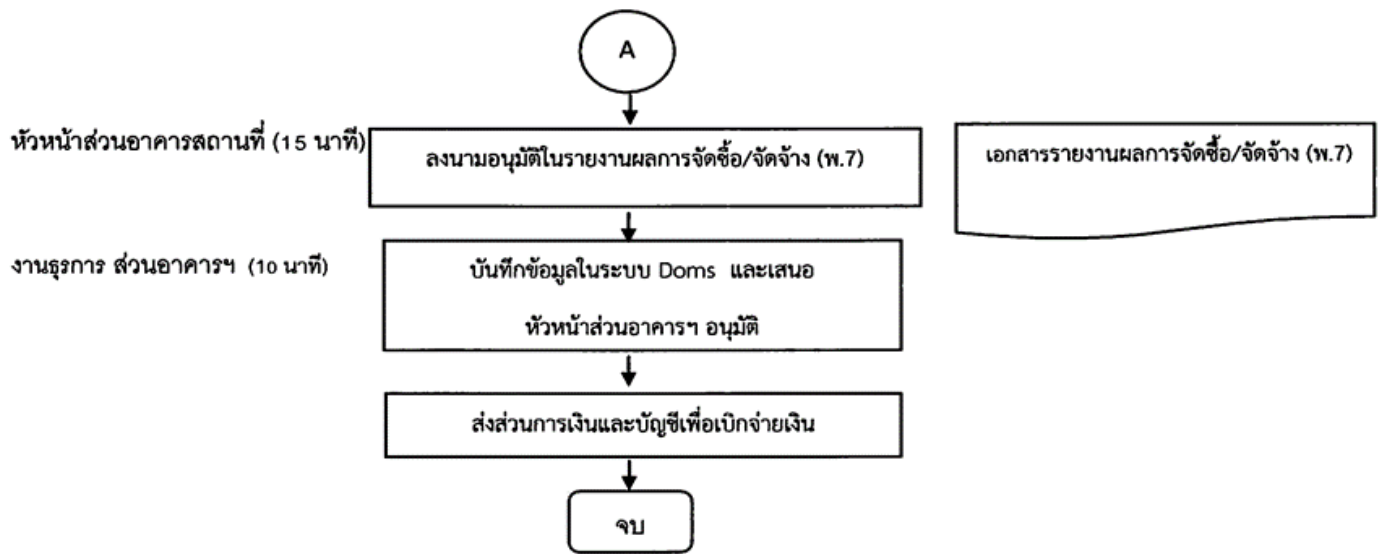 A
หัวหน้าส่วนอาคารสถานที่ (15 นาที)
ลงนามอนุมัติในรายงานผลการจัดซื้อ/จัดจ้าง (พ.7)
เอกสารรายงานผลการจัดซื้อ/จัดจ้าง (พ.7)
งานธุรการ ส่วนอาคารฯ (10 นาที)
บันทึกข้อมูลในระบบ Doms และเสนอ
หัวหน้าส่วนอาคารฯ อนุมัติ
ส่งส่วนการเงินและบัญชีเพื่อเบิกจ่ายเงิน
จบ